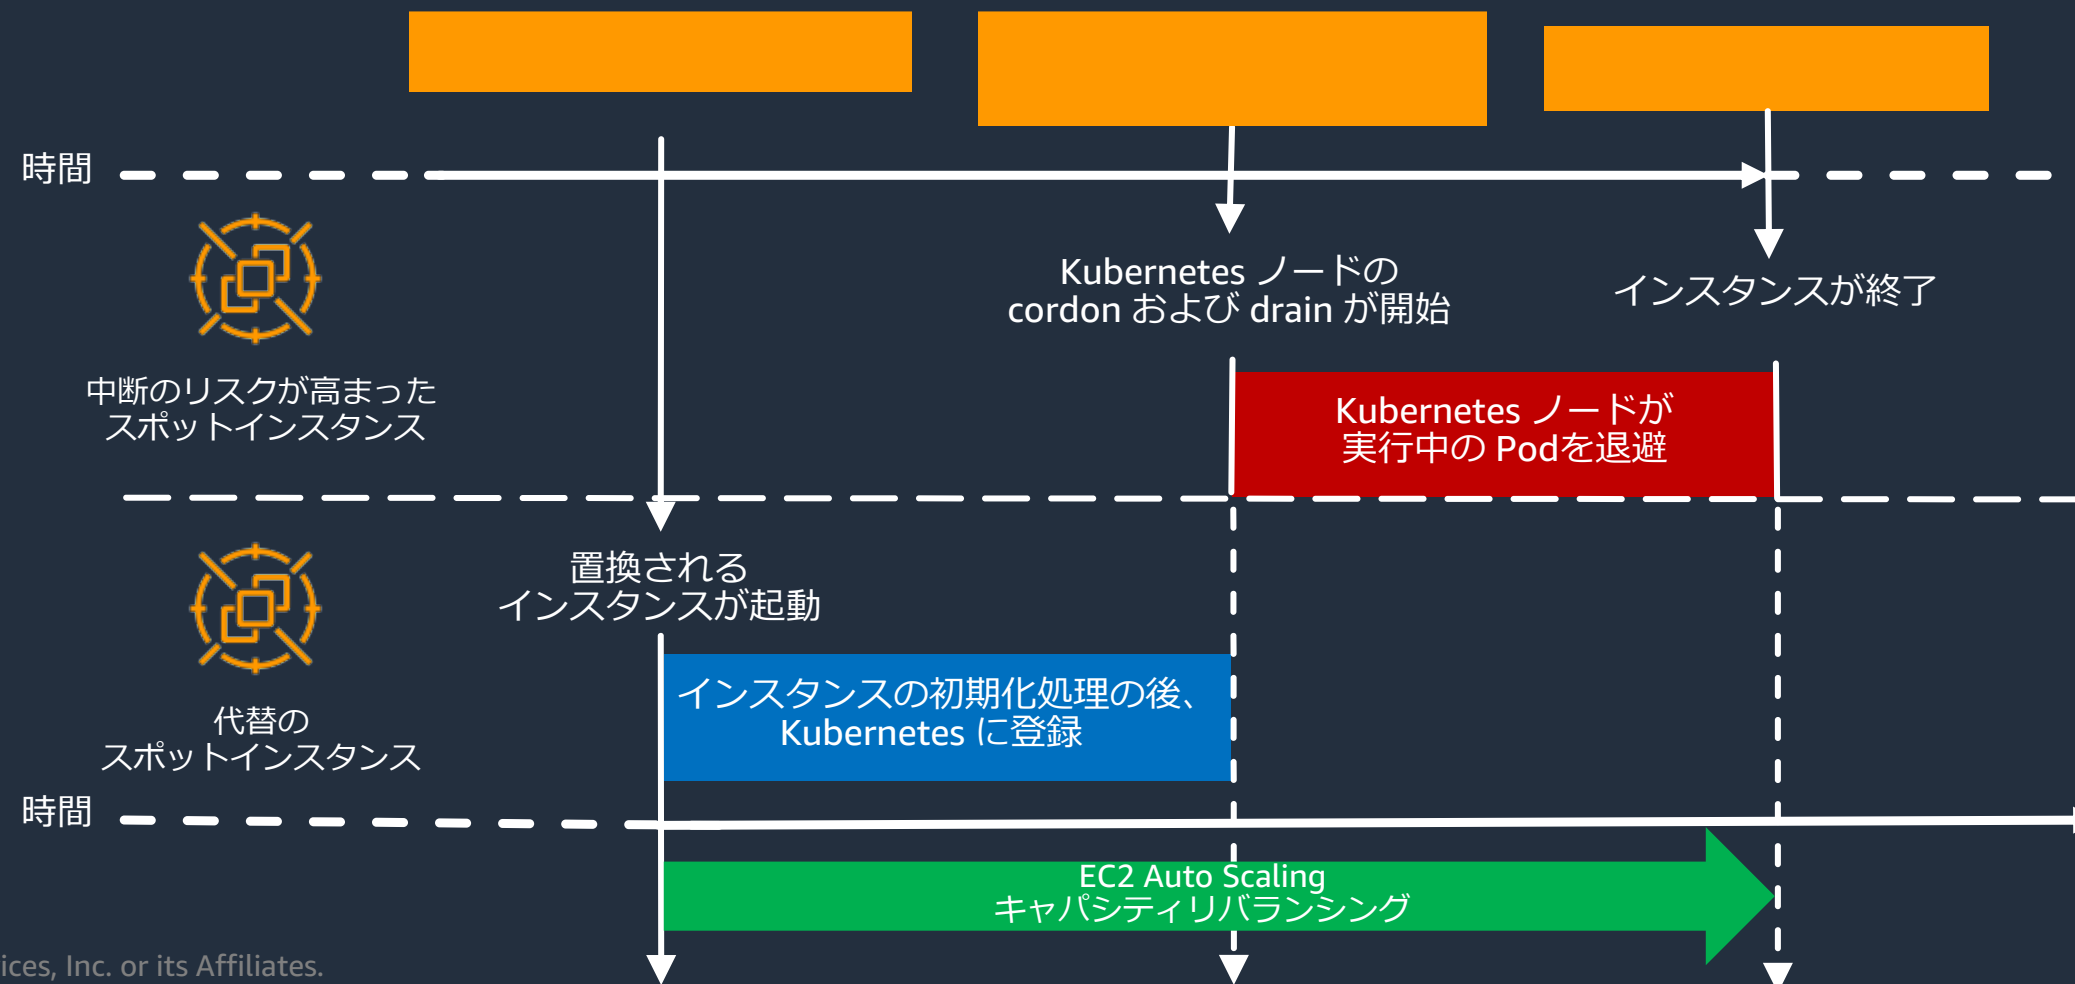 時間
Kubernetes ノードの
cordon および drain が開始
インスタンスが終了
中断のリスクが高まった
スポットインスタンス
Kubernetes ノードが
実行中の Podを退避
置換される
インスタンスが起動
インスタンスの初期化処理の後、
Kubernetes に登録
代替の
スポットインスタンス
時間
EC2 Auto Scaling
キャパシティリバランシング
ices, Inc. or its Affiliates.